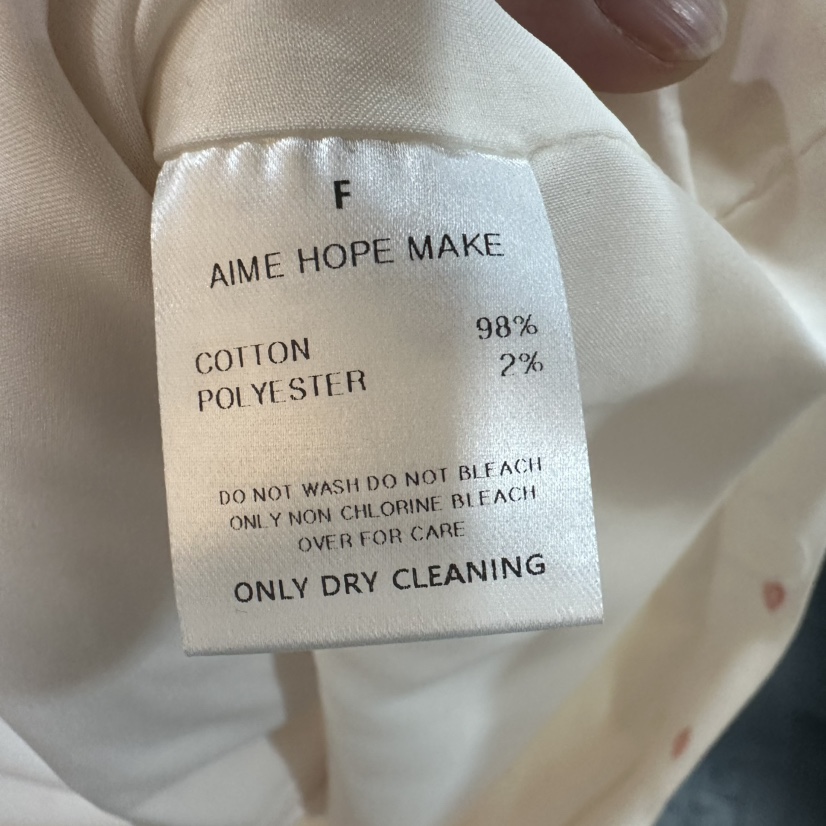 F
AIME HOPE MAKE
COTTON 98%
POLYESTER 2%
DO NOT WASH DO NOT BLEACH
ONLY NON CHLORINE BLEACH
OVER FOR CARE
ONLY DRY CLEANING